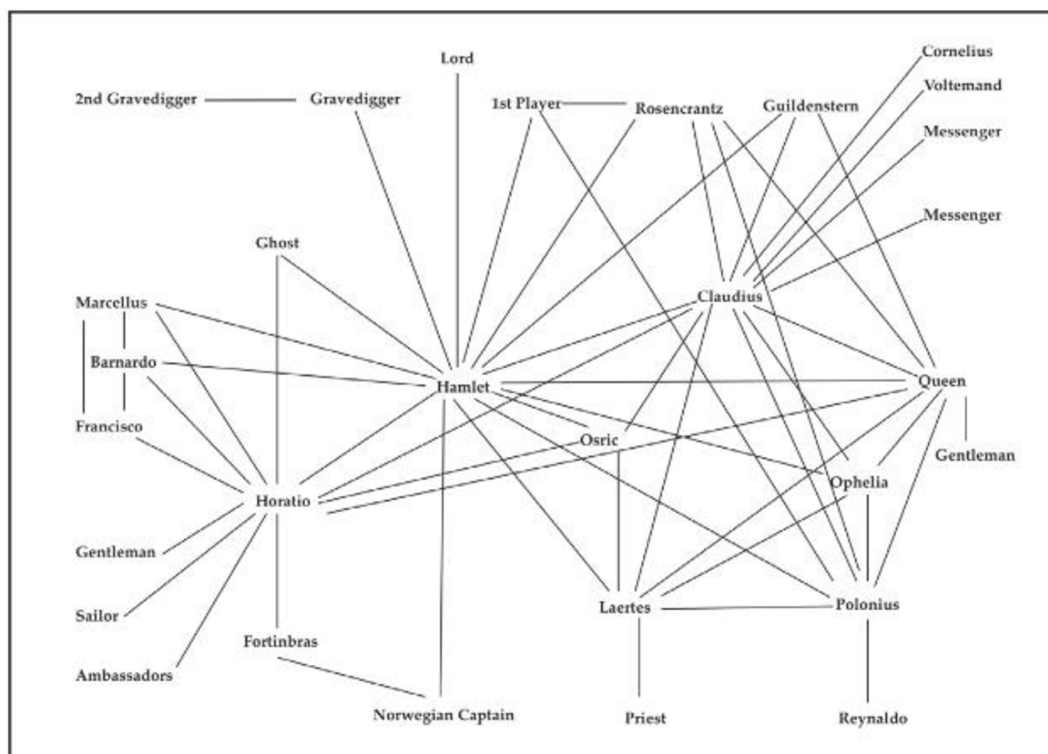 Lord
Cornelius
2nd Gravedigger
Gravedigger
1st Player
Rosencrantz
Guildenstern
Voltemand
Messenger
Messenger
Ghost
Marcellus
Claudius
Barnardo
Hamlet
Queen
Francisco
Osric
Gentleman
Ophelia
Horatio
Gentleman
Sailor
Laertes
Polonius
Fortinbras
Ambassadors
Norwegian Captain
Priest
Reynaldo